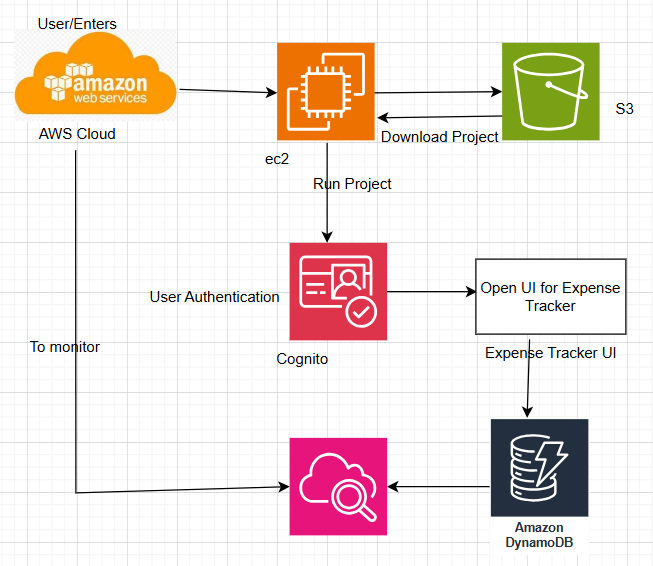 User/Enters
amazon
web services
AWS Cloud
S3
Download Project
ec2
Run Project
User Authentication
Open UI for Expense
Tracker
To monitor
Expense Tracker UI
Cognito
Amazon
DynamoDB